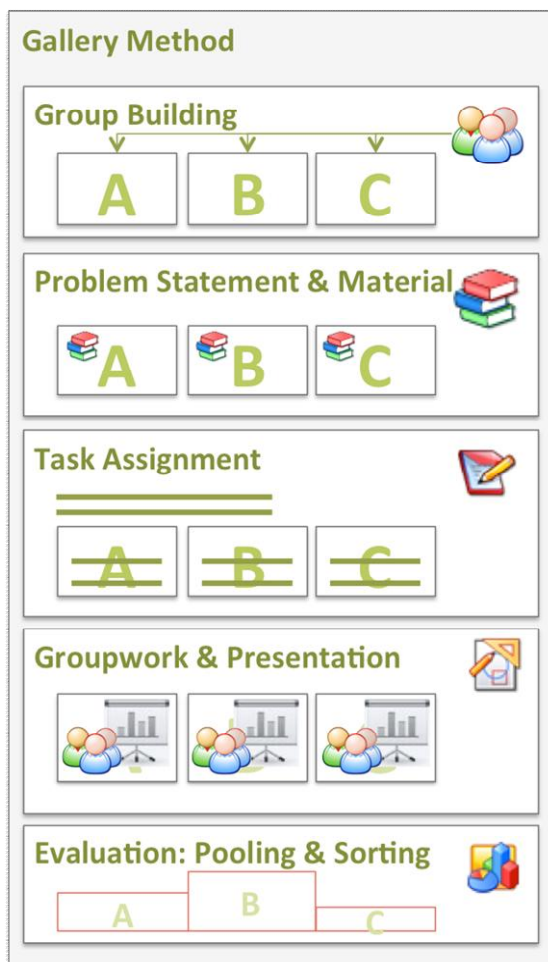 Gallery Method
Group Building
A B C
Problem Statement & Material
A B C
Task Assignment
A B C
Groupwork & Presentation
Evaluation: Pooling & Sorting
A B C